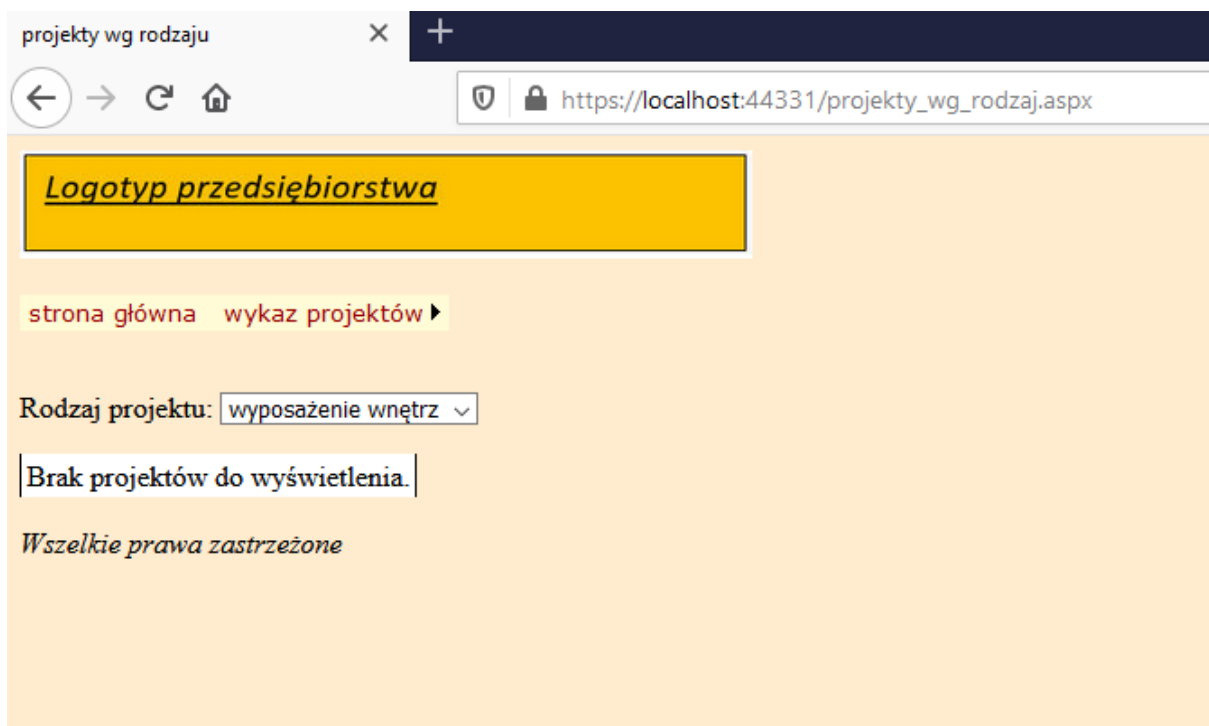 projekty wg rodzaju
https://localhost:44331/projekty_wg_rodzaj.aspx
Logotyp przedsiębiorstwa
strona główna wykaz projektów
Rodzaj projektu: wyposażenie wnętrz
Brak projektów do wyświetlenia.
Wszelkie prawa zastrzeżone